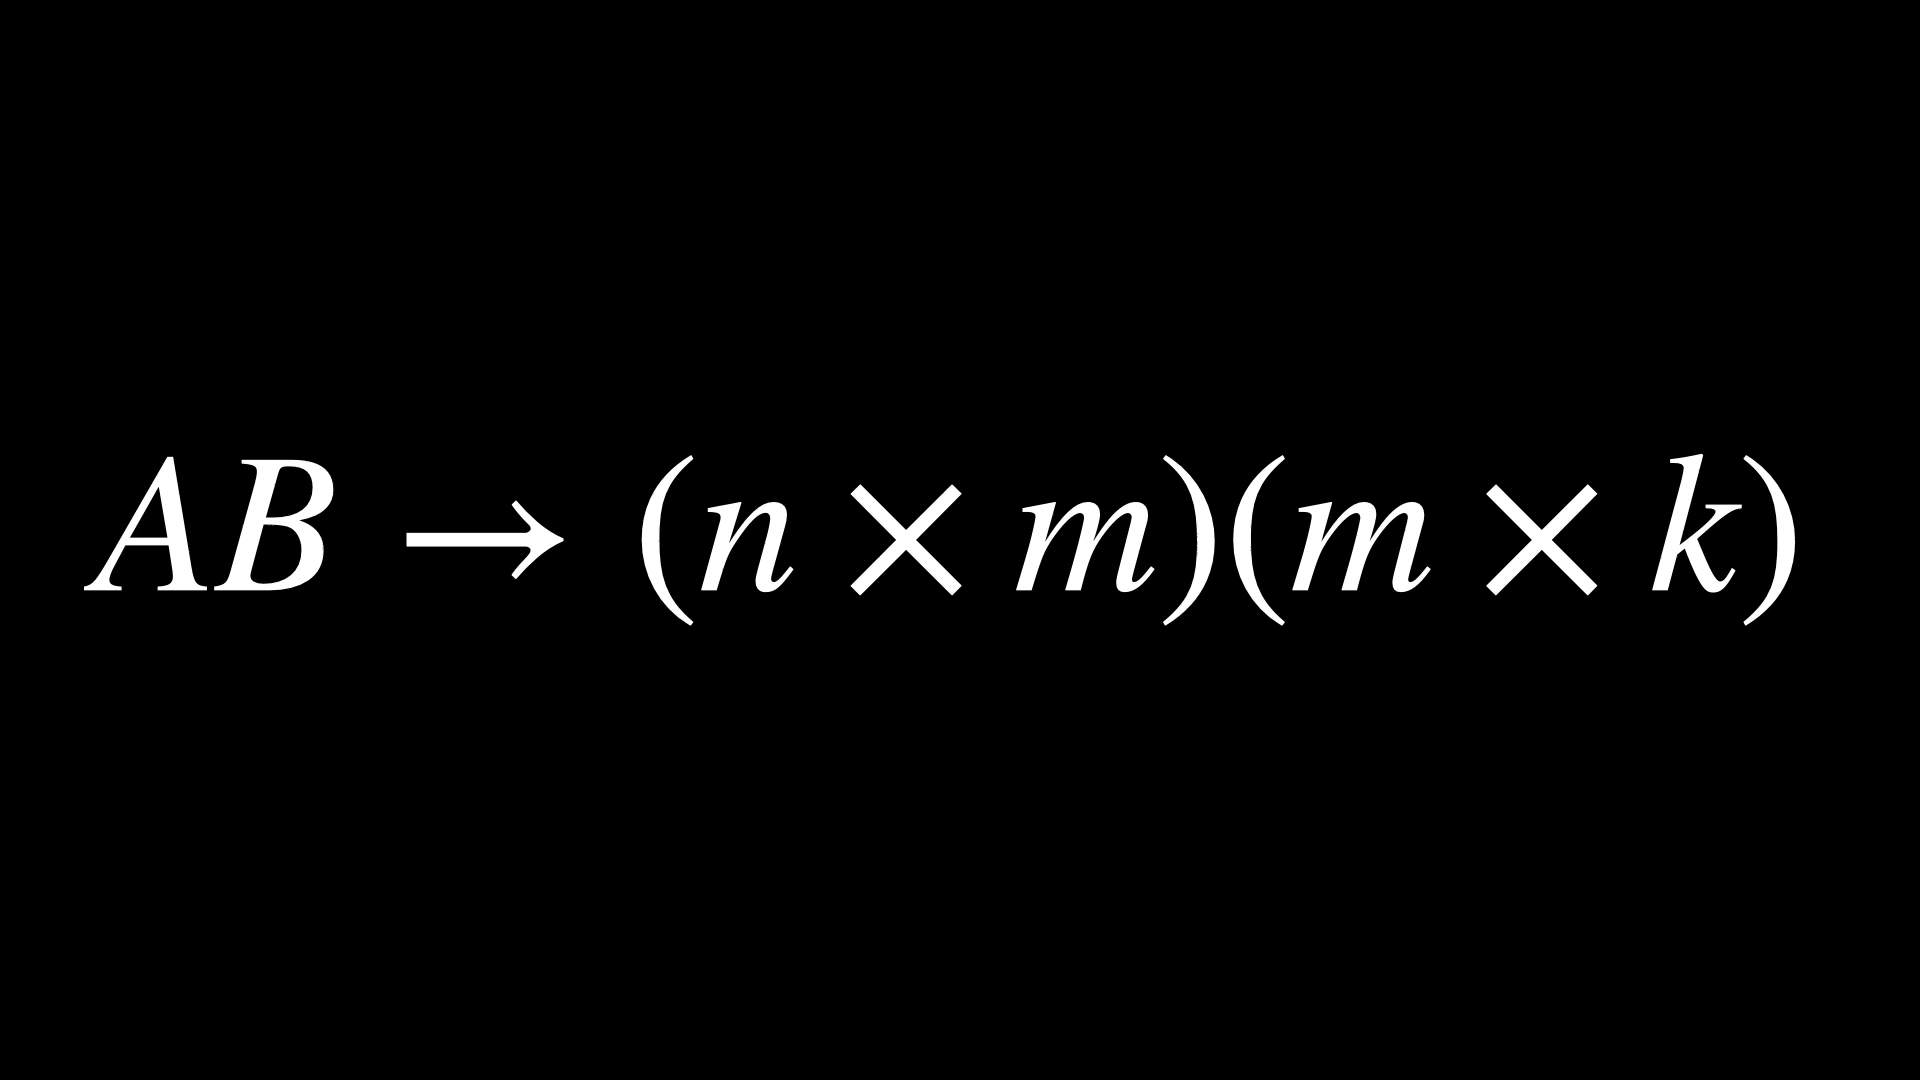 AB → (n × m)(m × k)